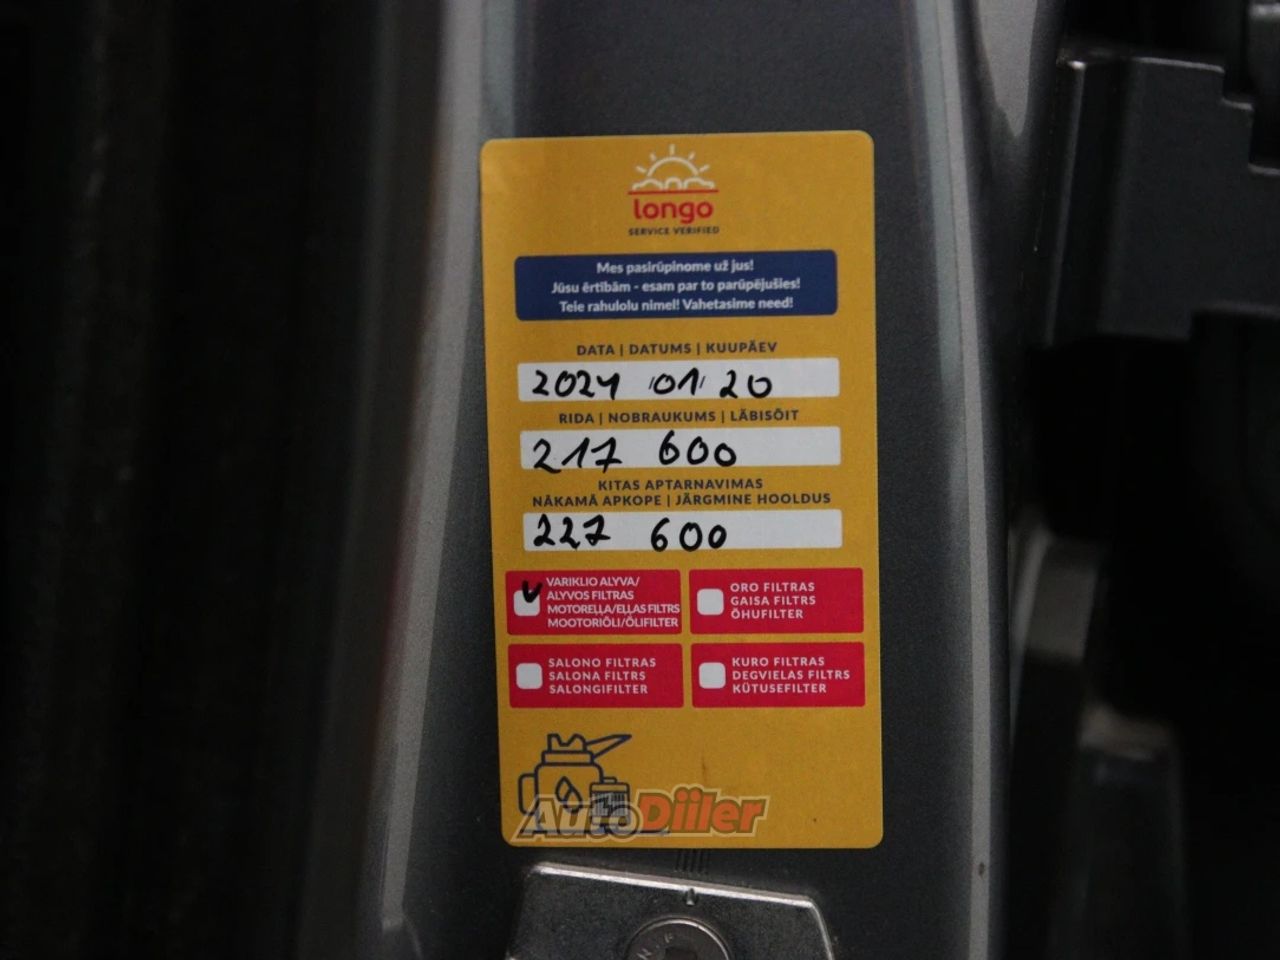 longo
SERVICE VERIFIED
Mes pasirūpinome už jus!
Jūsu ērtībām - esam par to parūpējušies!
Teie rahulolu nimel! Vahetasime need!
DATA | DATUMS | KUUPÄEV
2024 /01/ 20
RIDA | NOBRAUKUMS | LÄBISÕIT
217 600
KITAS APTARNAVIMAS
NĀKAMĀ APKOPE | JÄRGMINE HOOLDUS
227 600
VARIKLIO ALYVA/
ALYVOS FILTRAS
MOTOREĻĻA/EĻĻAS FILTRS
MOOTORIÕLI/ÕLIFILTER
ORO FILTRAS
GAISA FILTRS
ÕHUFILTER
SALONO FILTRAS
SALONA FILTRS
SALONGIFILTER
KURO FILTRAS
DEGVIELAS FILTRS
KÜTUSEFILTER
AutoDiiler